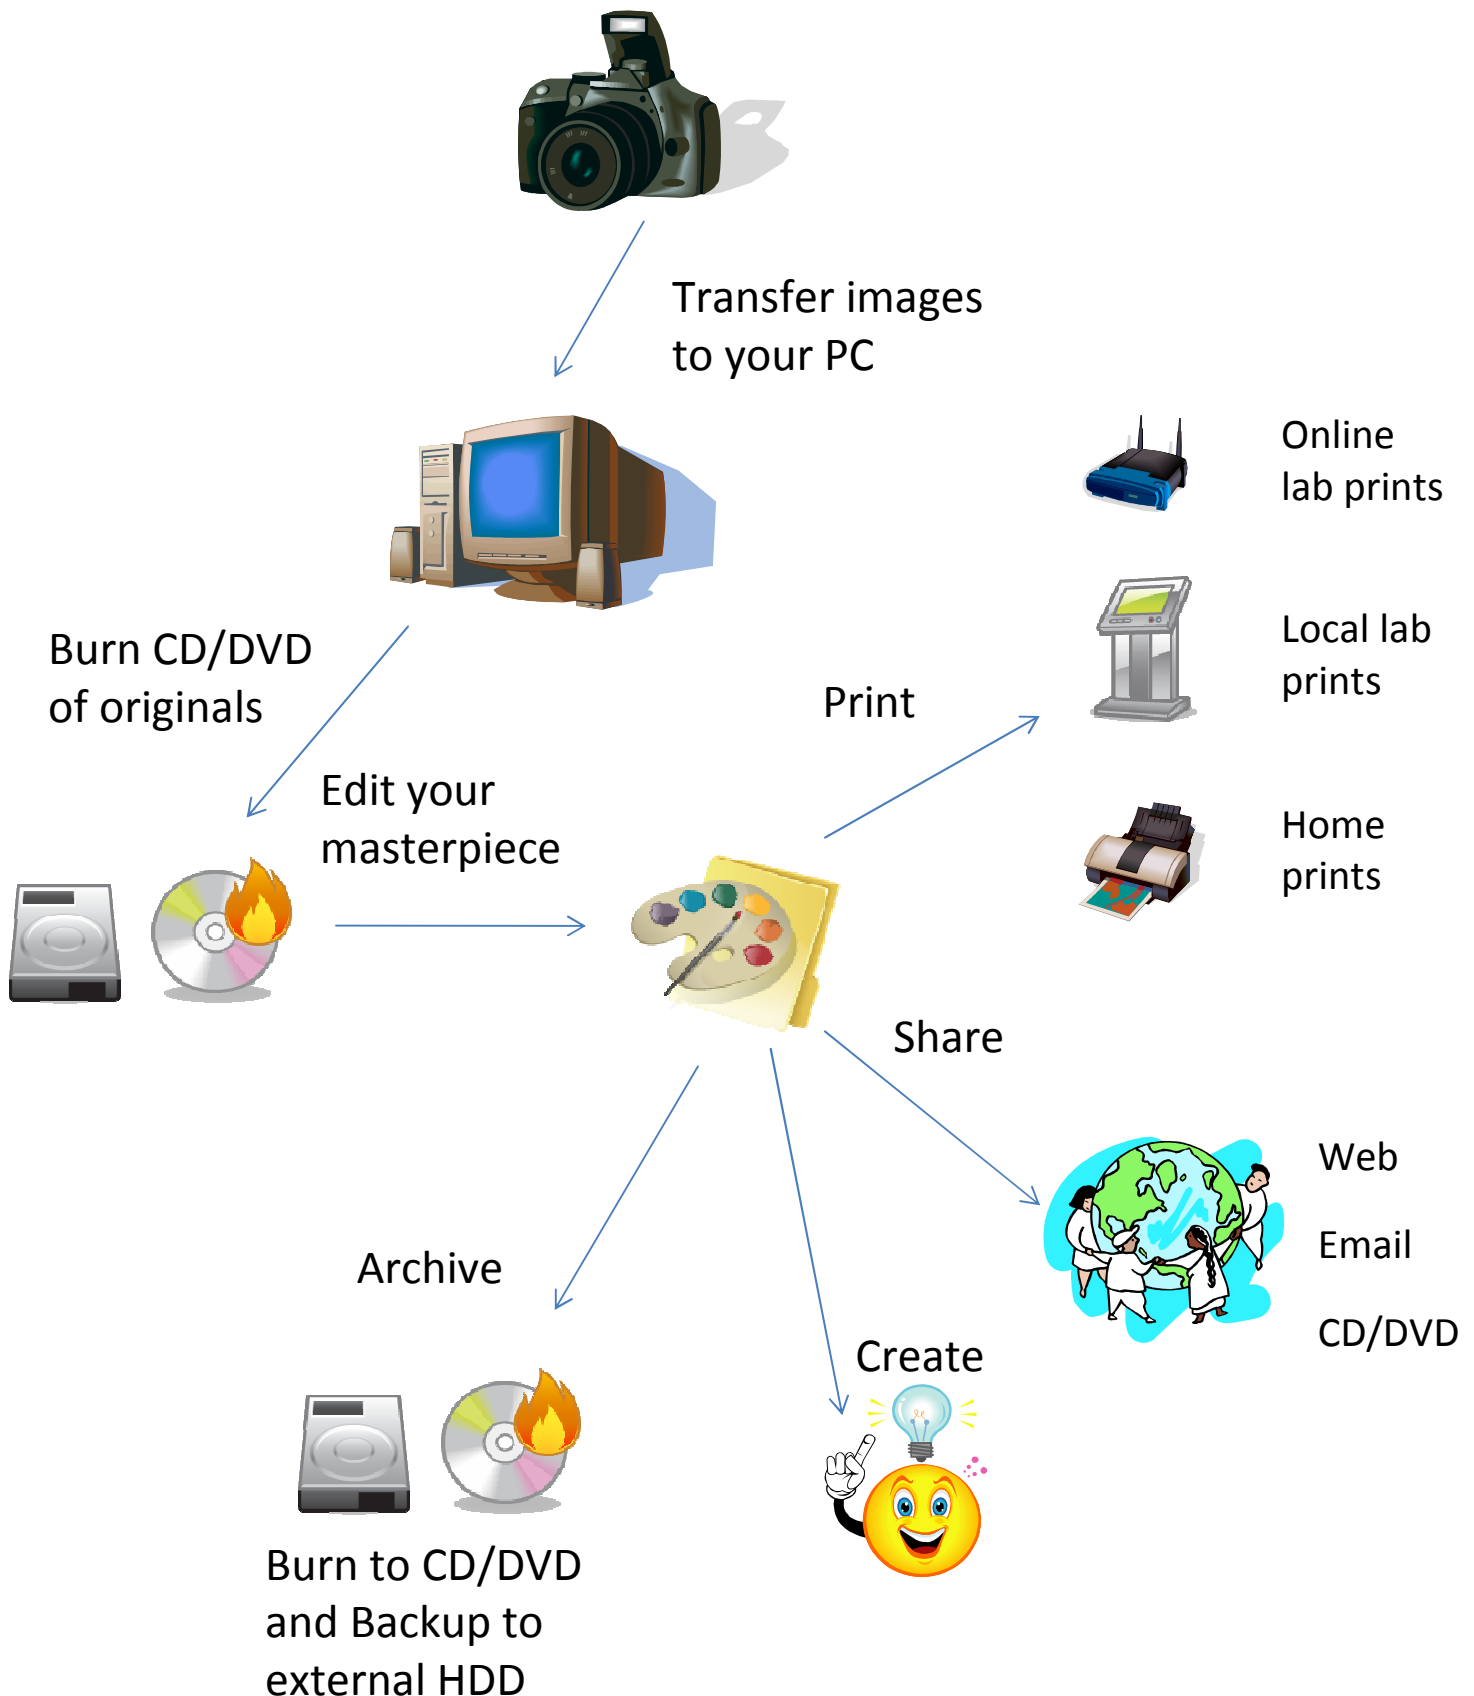 Transfer images
to your PC
Online
lab prints
Burn CD/DVD
of originals
Local lab
prints
Print
Edit your
masterpiece
Home
prints
Share
Web
Email
CD/DVD
Archive
Create
Burn to CD/DVD
and Backup to
external HDD